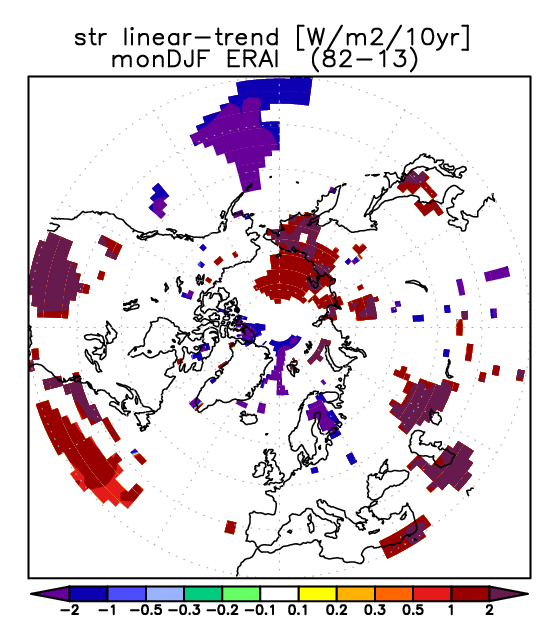 str linear-trend [W/m2/10yr]
monDJF ERAI (82-13)
-2 -1 -0.5 -0.3 -0.2 -0.1 0.1 0.2 0.3 0.5 1 2